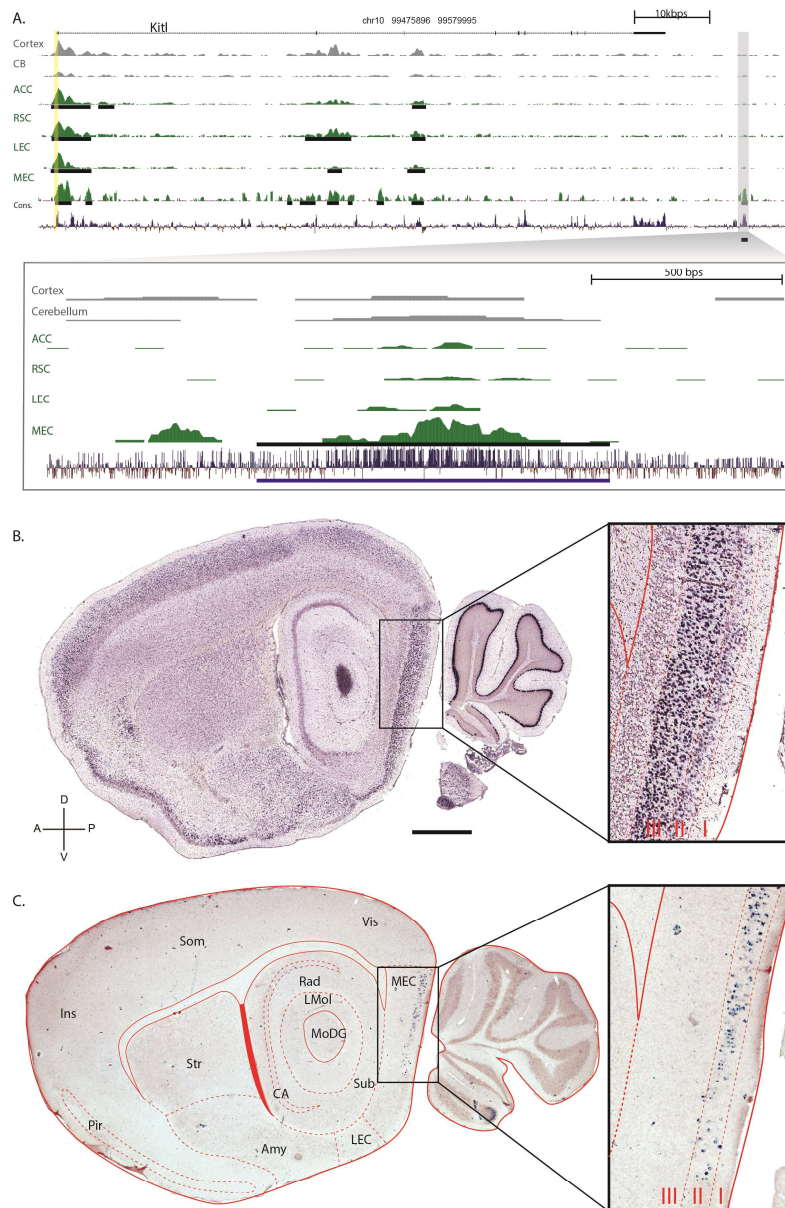 A.
10kbps
chr10 99475896 99579995
Kitl
Cortex
CB
ACC
RSC
LEC
MEC
Cons.
500 bps
Cortex
Cerebellum
ACC
RSC
LEC
MEC
B.
D
A P
V
III II I
C.
Vis
Som
Rad
MEC
LMol
Ins
MoDG
Str
Sub
CA
Pir
LEC
Amy
III II I